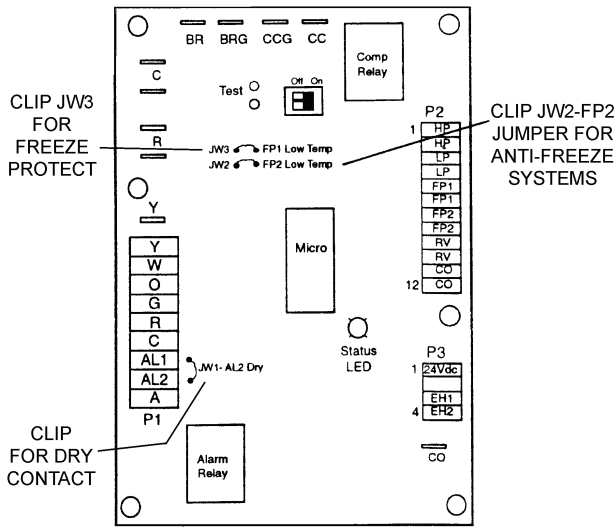 BR BRG CCG CC
C
Comp
Relay
Test
Off On
CLIP JW3
FOR
FREEZE
PROTECT
R
JW3 FP1 Low Temp
JW2 FP2 Low Temp
CLIP JW2-FP2
JUMPER FOR
ANTI-FREEZE
SYSTEMS
P2
1 HP
HP
LP
LP
FP1
FP1
FP2
FP2
RV
RV
CO
12 CO
Y
Y
W
O
G
R
C
AL1
AL2
A
P1
JW1- AL2 Dry
Micro
Status
LED
P3
1 24Vdc
EH1
4 EH2
CO
CLIP
FOR DRY
CONTACT
Alarm
Relay